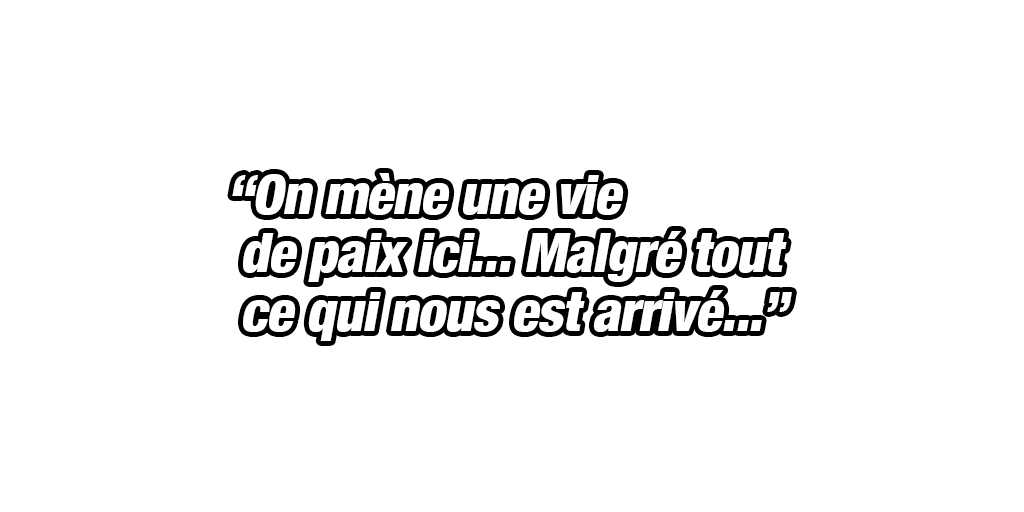 “On mène une vie
de paix ici... Malgré tout
ce qui nous est arrivé...”